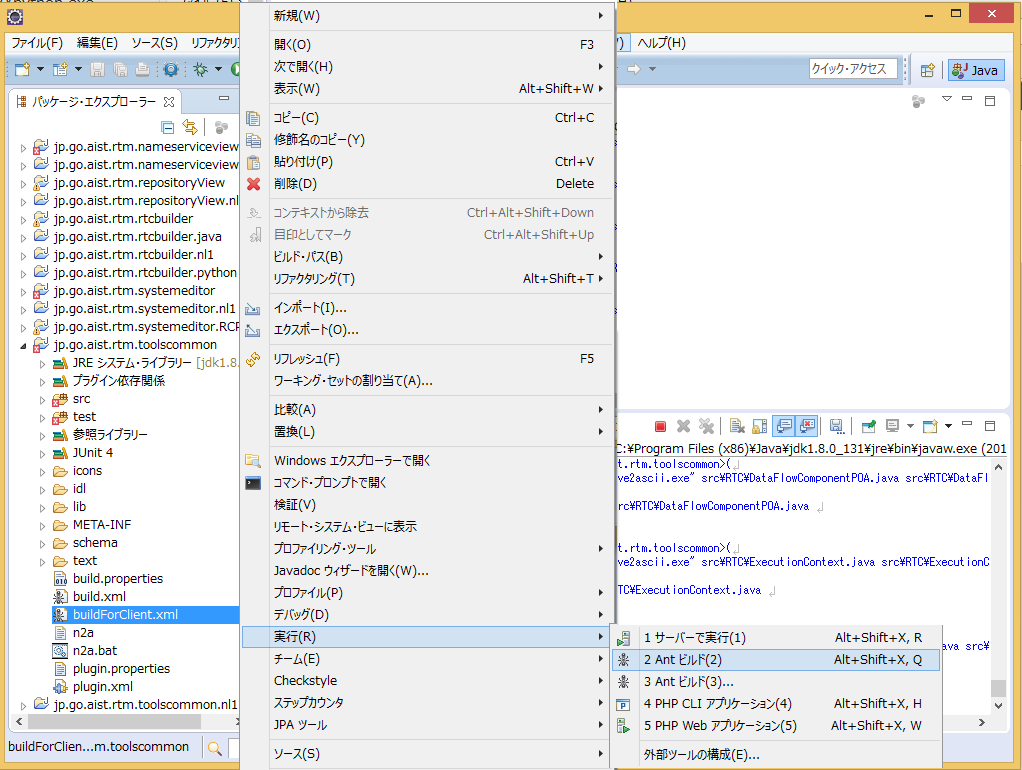 ファイル(F) 編集(E) ソース(S) リファクタリ
ヘルプ(H)
クイック・アクセス
Java
パッケージ・エクスプローラー
jp.go.aist.rtm.nameserviceview
jp.go.aist.rtm.nameserviceview
jp.go.aist.rtm.repositoryView
jp.go.aist.rtm.repositoryView.nl
jp.go.aist.rtm.rtcbuilder
jp.go.aist.rtm.rtcbuilder.java
jp.go.aist.rtm.rtcbuilder.nl1
jp.go.aist.rtm.rtcbuilder.python
jp.go.aist.rtm.systemeditor
jp.go.aist.rtm.systemeditor.nl1
jp.go.aist.rtm.systemeditor.RCP
jp.go.aist.rtm.toolscommon
JRE システム・ライブラリー [jdk1.8.
プラグイン依存関係
src
test
参照ライブラリー
JUnit 4
icons
idl
lib
META-INF
schema
text
build.properties
build.xml
buildForClient.xml
n2a
n2a.bat
plugin.properties
plugin.xml
jp.go.aist.rtm.toolscommon.nl1
buildForClien...m.toolscommon
新規(W)
開く(O) F3
次で開く(H)
表示(W) Alt+Shift+W
コピー(C) Ctrl+C
修飾名のコピー(Y)
貼り付け(P) Ctrl+V
削除(D) Delete
コンテキストから除去 Ctrl+Alt+Shift+Down
目印としてマーク Ctrl+Alt+Shift+Up
ビルド・パス(B)
リファクタリング(T) Alt+Shift+T
インポート(I)...
エクスポート(O)...
リフレッシュ(F) F5
ワーキング・セットの割り当て(A)...
比較(A)
置換(L)
Windows エクスプローラーで開く
コマンド・プロンプトで開く
検証(V)
リモート・システム・ビューに表示
プロファイリング・ツール
Javadoc ウィザードを開く(W)...
プロファイル(P)
デバッグ(D)
実行(R)
チーム(E)
Checkstyle
ステップカウンタ
JPA ツール
ソース(S)
1 サーバーで実行(1) Alt+Shift+X, R
2 Ant ビルド(2) Alt+Shift+X, Q
3 Ant ビルド(3)...
4 PHP CLI アプリケーション(4) Alt+Shift+X, H
5 PHP Web アプリケーション(5) Alt+Shift+X, W
外部ツールの構成(E)...
C:¥Program Files (x86)¥Java¥jdk1.8.0_131¥jre¥bin¥javaw.exe (201
t.rtm.toolscommon>(
ve2ascii.exe" src¥RTC¥DataFlowComponentPOA.java src¥RTC¥DataFl
rc¥RTC¥DataFlowComponentPOA.java
t.rtm.toolscommon>(
ve2ascii.exe" src¥RTC¥ExecutionContext.java src¥RTC¥ExecutionC
TC¥ExecutionContext.java
ava src¥